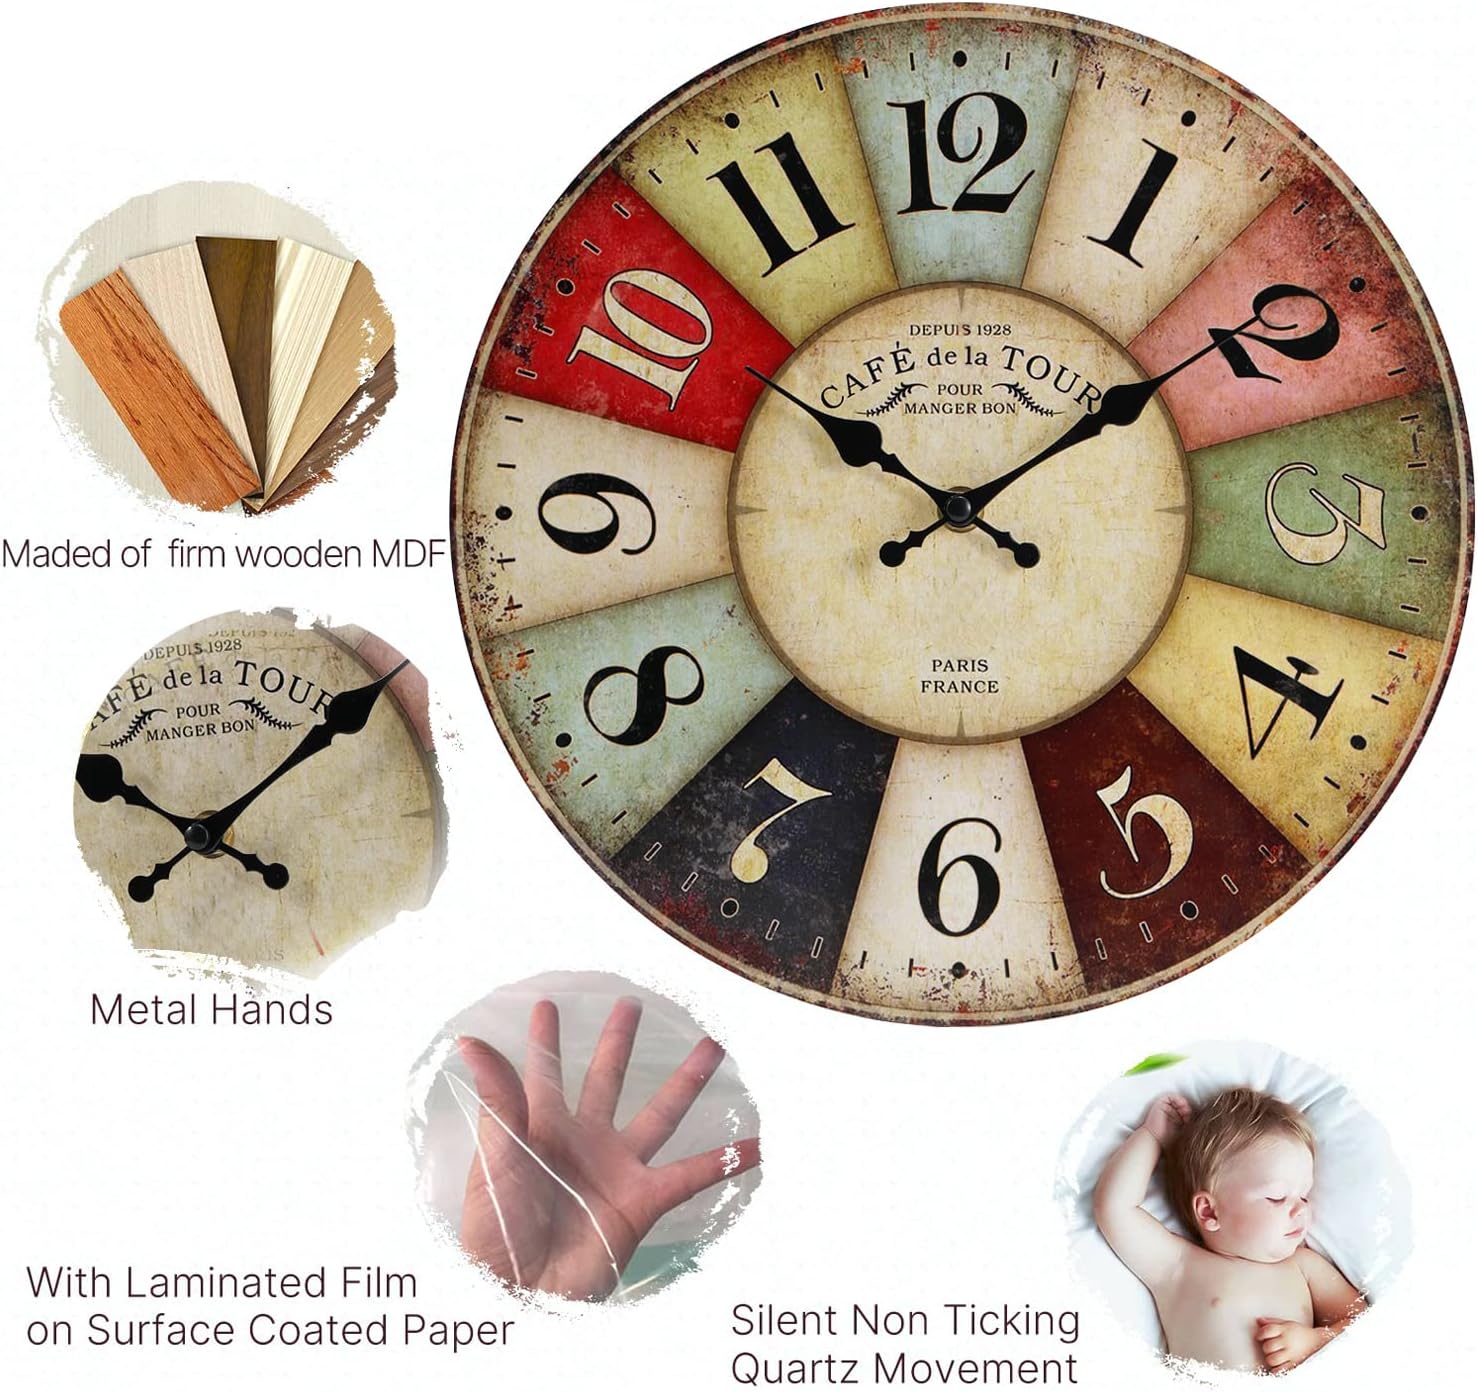 12
1
2
3
4
5
6
7
8
9
10
11
DEPUIS 1928
CAFÉ de la TOUR
POUR
MANGER BON
PARIS
FRANCE
Maded of firm wooden MDF
DEPUIS 1928
AFÉ de la TOUR
POUR
MANGER BON
Metal Hands
With Laminated Film
on Surface Coated Paper
Silent Non Ticking
Quartz Movement